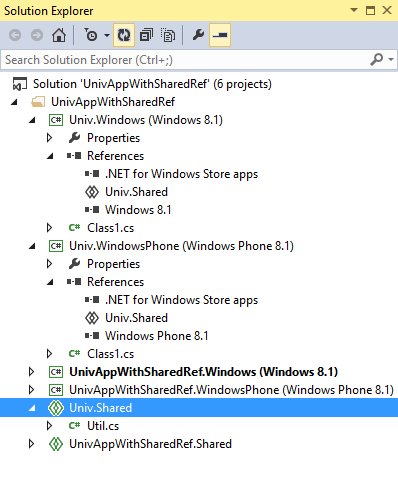 Solution Explorer
Search Solution Explorer (Ctrl+;)
Solution 'UnivAppWithSharedRef' (6 projects)
UnivAppWithSharedRef
C# Univ.Windows (Windows 8.1)
Properties
References
.NET for Windows Store apps
Univ.Shared
Windows 8.1
C# Class1.cs
C# Univ.WindowsPhone (Windows Phone 8.1)
Properties
References
.NET for Windows Store apps
Univ.Shared
Windows Phone 8.1
C# Class1.cs
C# UnivAppWithSharedRef.Windows (Windows 8.1)
C# UnivAppWithSharedRef.WindowsPhone (Windows Phone 8.1)
Univ.Shared
C# Util.cs
UnivAppWithSharedRef.Shared